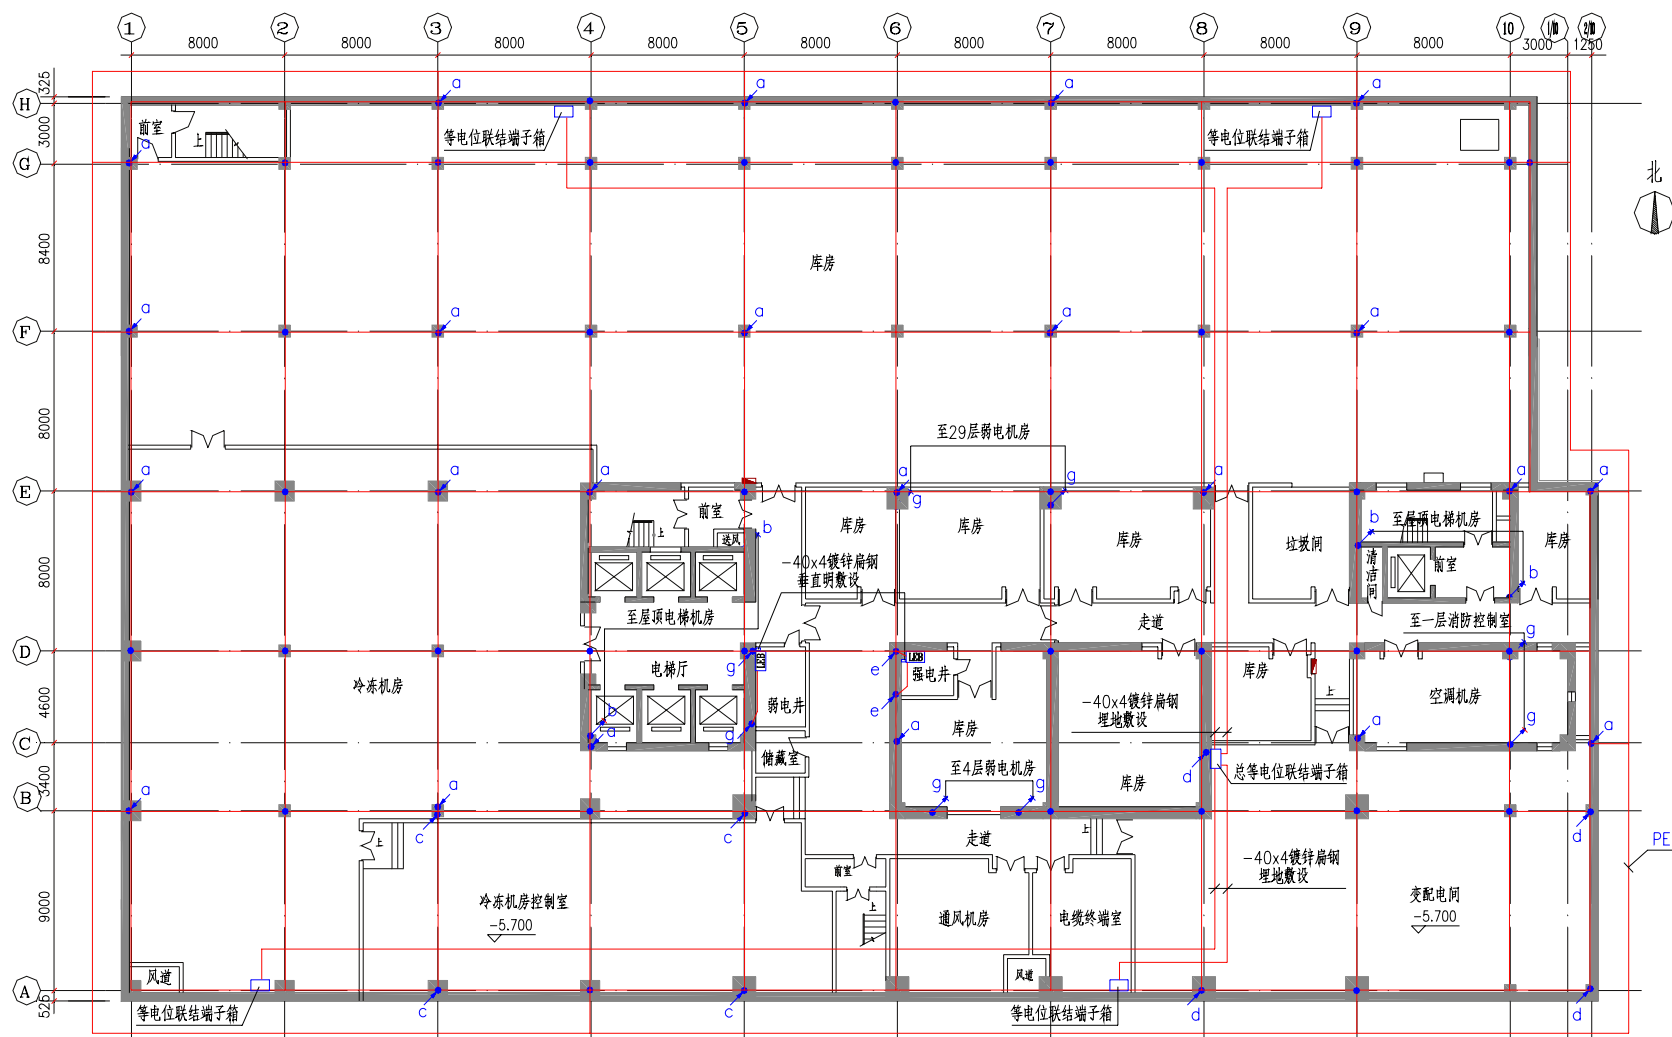 1 2 3 4 5 6 7 8 9 10 1/10 2/10
8000 8000 8000 8000 8000 8000 8000 8000 8000 3000 1250
325
H
a a a a a
3000
前室
上
等电位联结端子箱
等电位联结端子箱
a
G
北
8400
库房
a a a a a
F
8000
至29层弱电机房
E
a a a a a g g a a a
前室
上
送风
b
库房
库房
库房
垃圾间
b
至屋顶电梯机房
库房
8000
-40x4镀锌扁钢
垂直明敷设
清洁间
前室
b
至屋顶电梯机房
走道
至一层消防控制室
D
g
LEB
e
LEB
g
电梯厅
强电井
库房
冷冻机房
4600
弱电井
e
-40x4镀锌扁钢
埋地敷设
上
空调机房
b
g
库房
a
g
C
a
a
a
储藏室
至4层弱电机房
库房
d
总等电位联结端子箱
3400
a a
g g
B
c c
d
走道
上
上
PE
前室
-40x4镀锌扁钢
埋地敷设
9000
冷冻机房控制室
-5.700
上
通风机房
电缆终端室
变配电间
-5.700
风道
风道
A
525
等电位联结端子箱
c c
等电位联结端子箱
d d